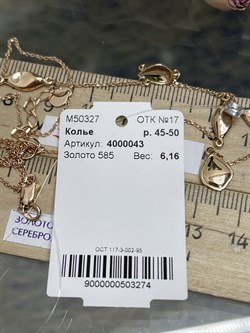 M50327 ОТК №17
Колье р. 45-50
Артикул: 4000043
Золото 585 Вес: 6,16
ОСТ 117-3-002-95
9000000503274
ЗОЛОТО
СЕРЕБРО